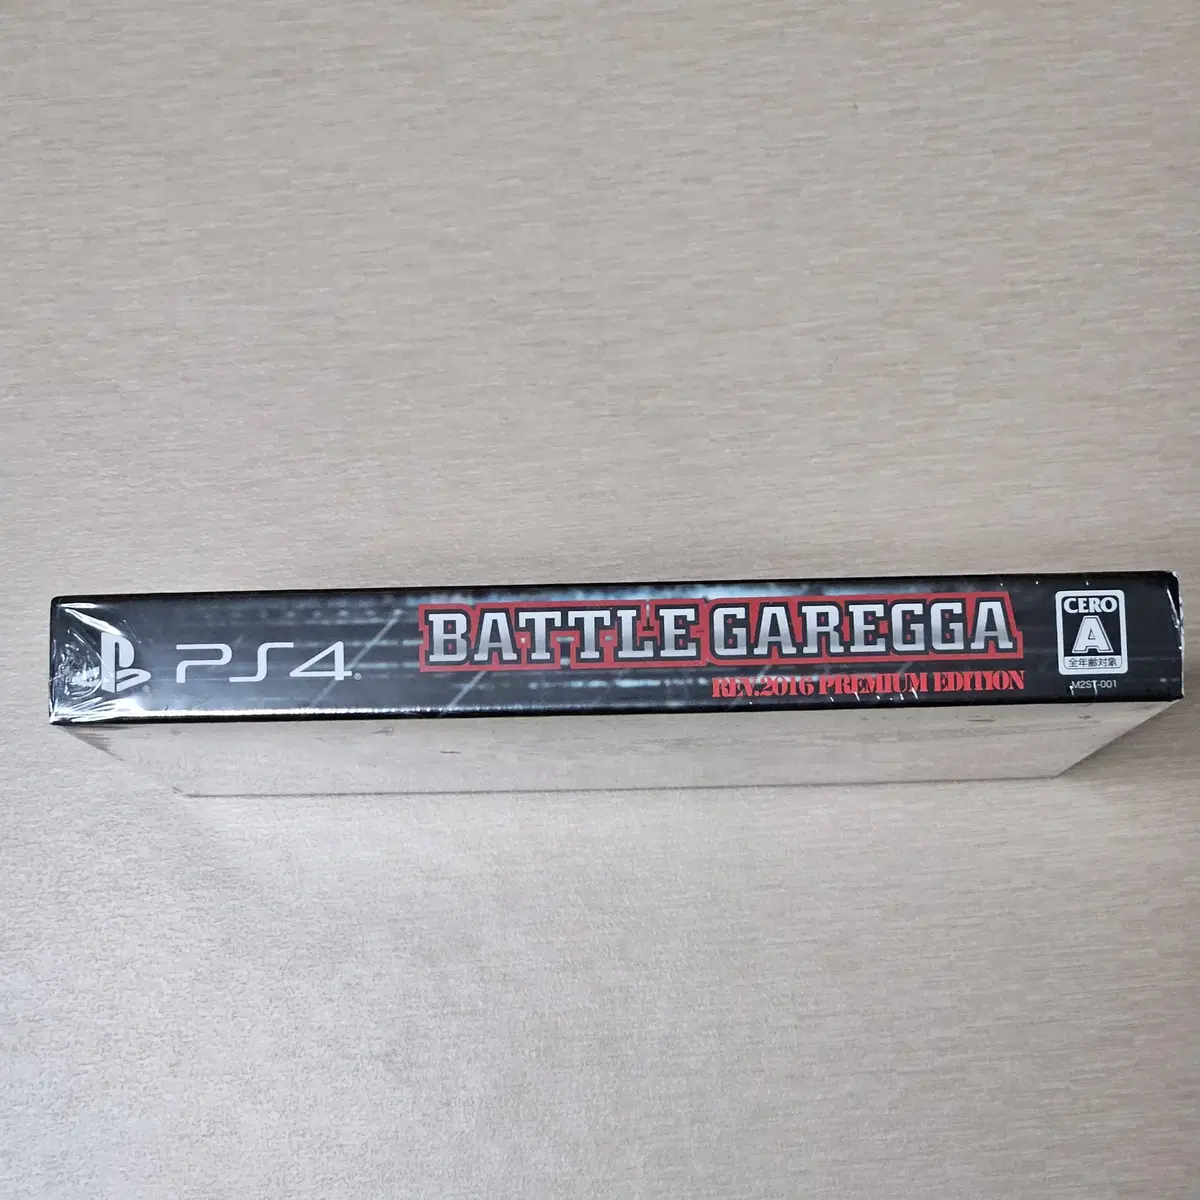 PS4
BATTLE GAREGGA
REV.2016 PREMIUM EDITION
CERO
A
全年齢対象
M2ST-001